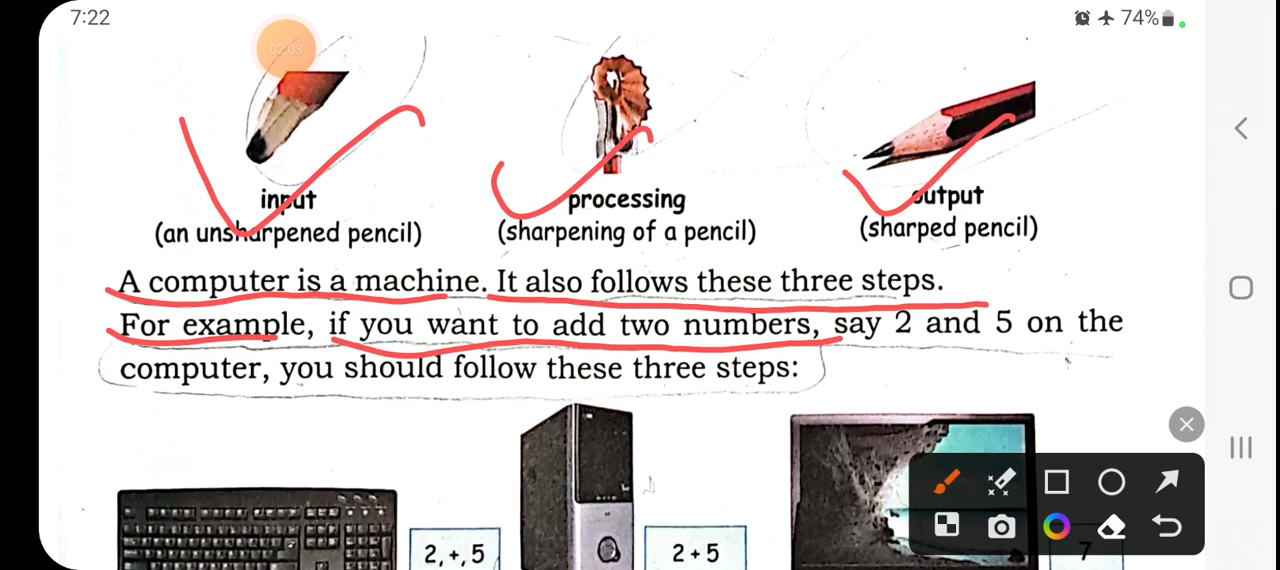 7:22
74%
02:03
input
processing
output
(an unsharpened pencil)
(sharpening of a pencil)
(sharped pencil)
A computer is a machine. It also follows these three steps.
For example, if you want to add two numbers, say 2 and 5 on the
computer, you should follow these three steps:
2, +, 5
2 + 5
7